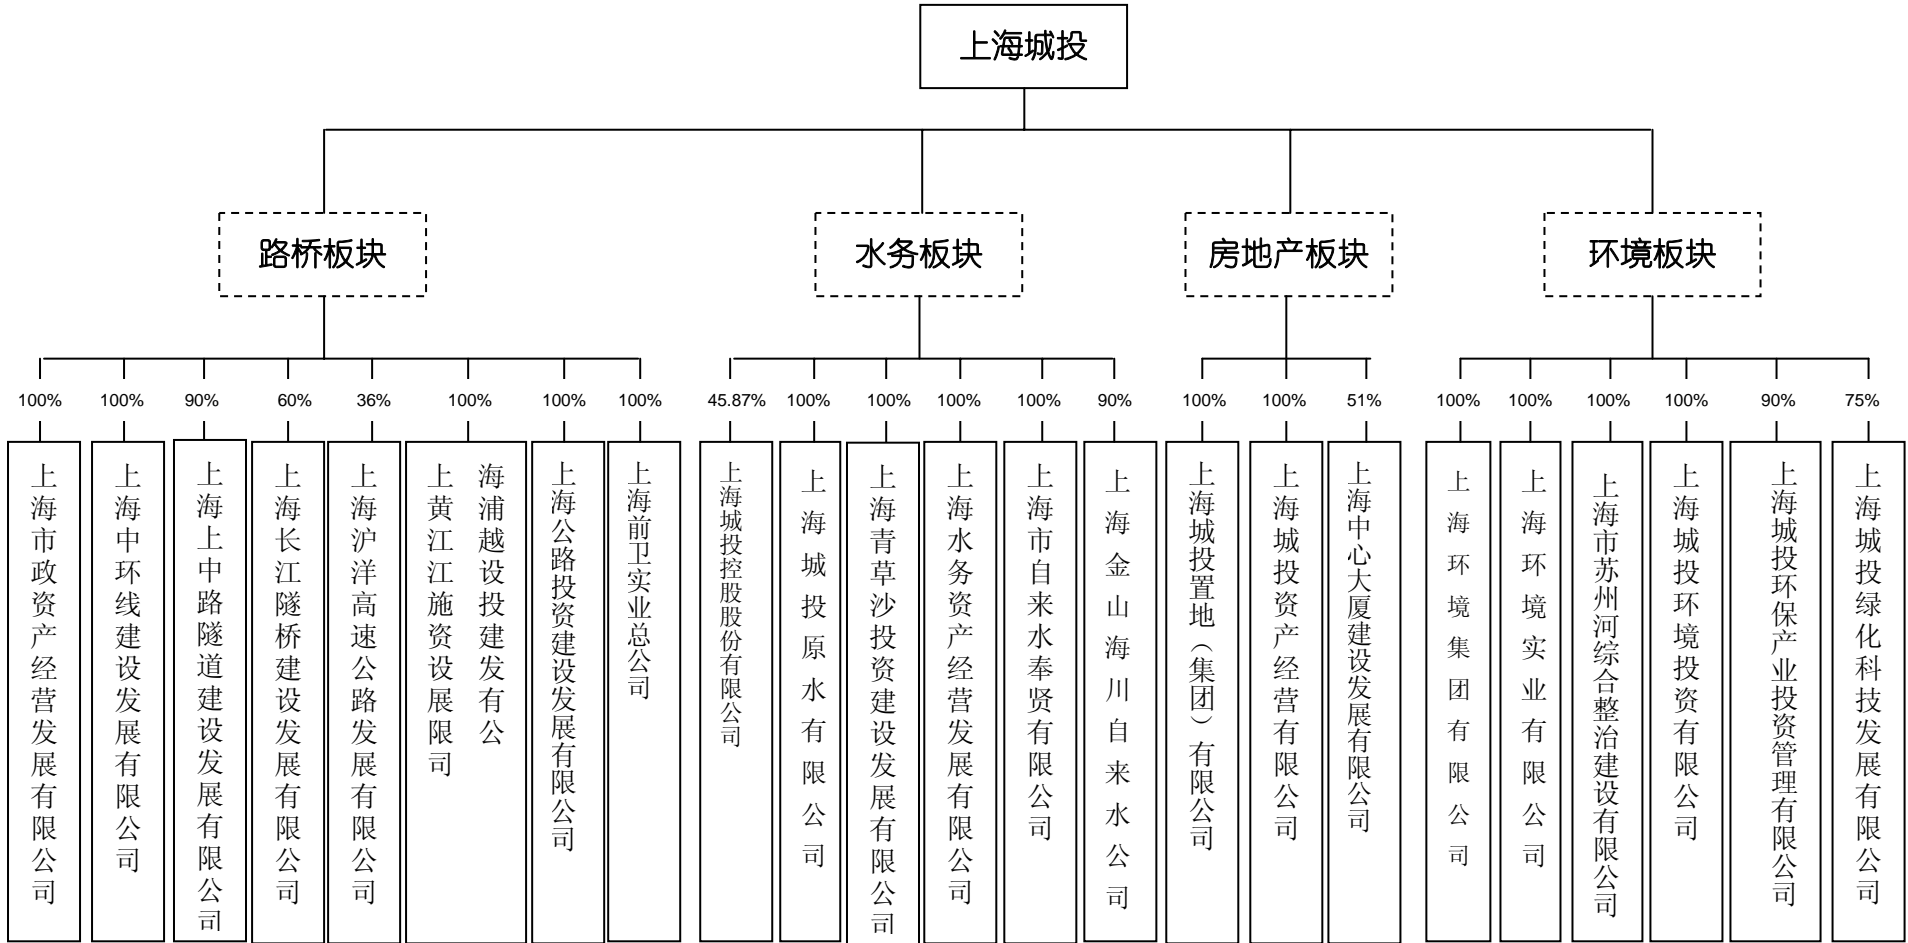 上海城投
路桥板块
水务板块
房地产板块
环境板块
100%
100%
90%
60%
36%
100%
100%
100%
45.87%
100%
100%
100%
100%
90%
100%
100%
51%
100%
100%
100%
100%
90%
75%
上海市政资产经营发展有限公司
上海中环线建设发展有限公司
上海上中路隧道建设发展有限公司
上海长江隧桥建设发展有限公司
上海沪洋高速公路发展有限公司
上黄江江施资设展限司
海浦越设投建发有公
上海公路投资建设发展有限公司
上海前卫实业总公司
上海城投控股股份有限公司
上海城投原水有限公司
上海青草沙投资建设发展有限公司
上海水务资产经营发展有限公司
上海市自来水奉贤有限公司
上海金山海川自来水公司
上海城投置地（集团）有限公司
上海城投资产经营有限公司
上海中心大厦建设发展有限公司
上海环境集团有限公司
上海环境实业有限公司
上海市苏州河综合整治建设有限公司
上海城投环境投资有限公司
上海城投环保产业投资管理有限公司
上海城投绿化科技发展有限公司